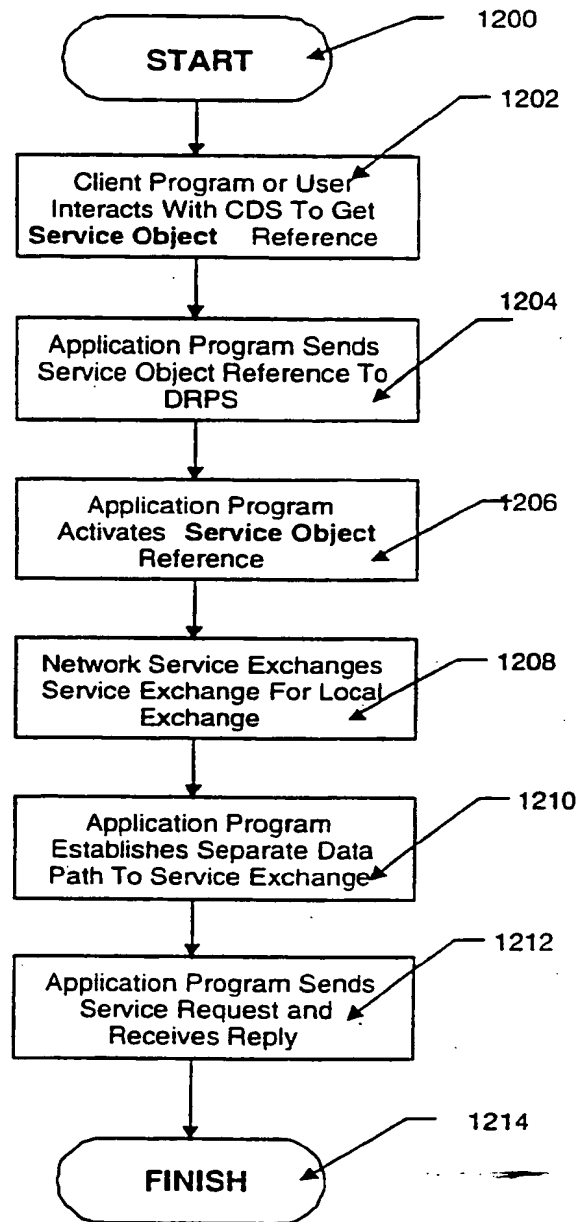 1200
START
1202
Client Program or User
Interacts With CDS To Get
Service Object Reference
1204
Application Program Sends
Service Object Reference To
DRPS
1206
Application Program
Activates Service Object
Reference
1208
Network Service Exchanges
Service Exchange For Local
Exchange
1210
Application Program
Establishes Separate Data
Path To Service Exchange
1212
Application Program Sends
Service Request and
Receives Reply
1214
FINISH